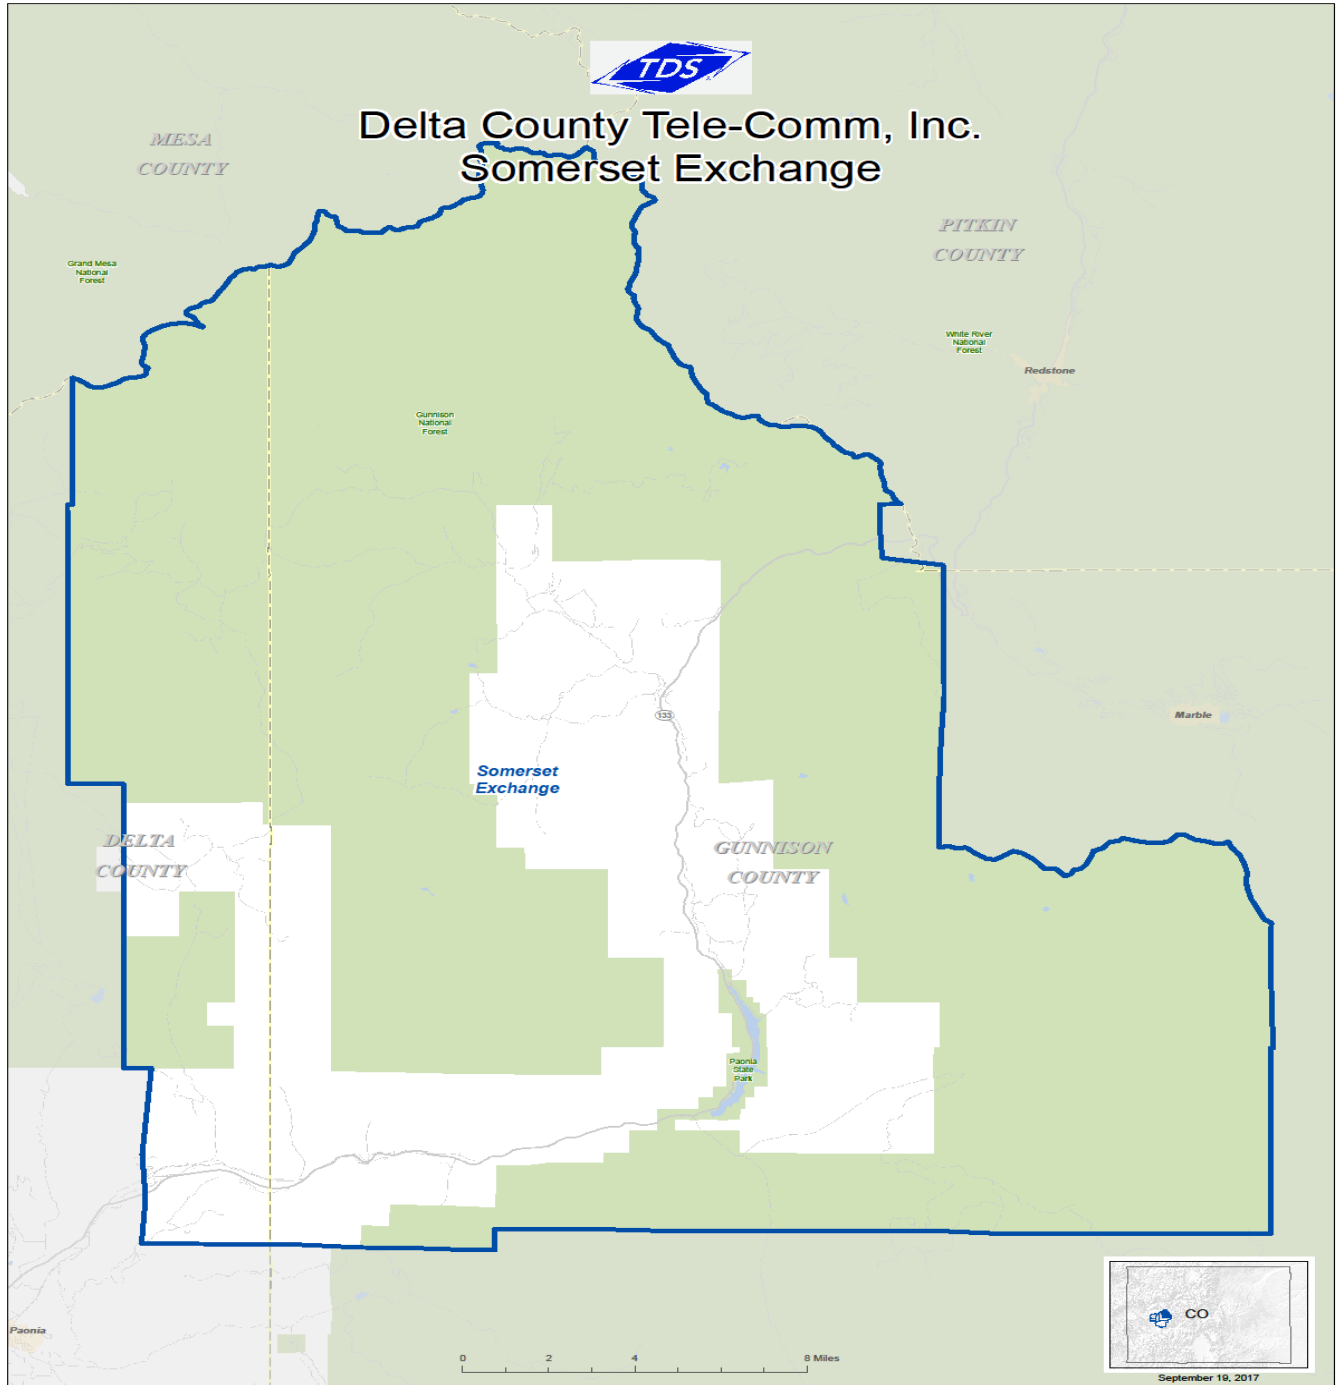 TDS
Delta County Tele-Comm, Inc.
Somerset Exchange
MESA
COUNTY
PITKIN
COUNTY
Grand Mesa
National
Forest
White River
National
Forest
Redstone
Gunnison
National
Forest
133
Marble
Somerset
Exchange
DELTA
COUNTY
GUNNISON
COUNTY
Paonia
State
Park
CO
Paonia
0 2 4 8 Miles
September 19, 2017